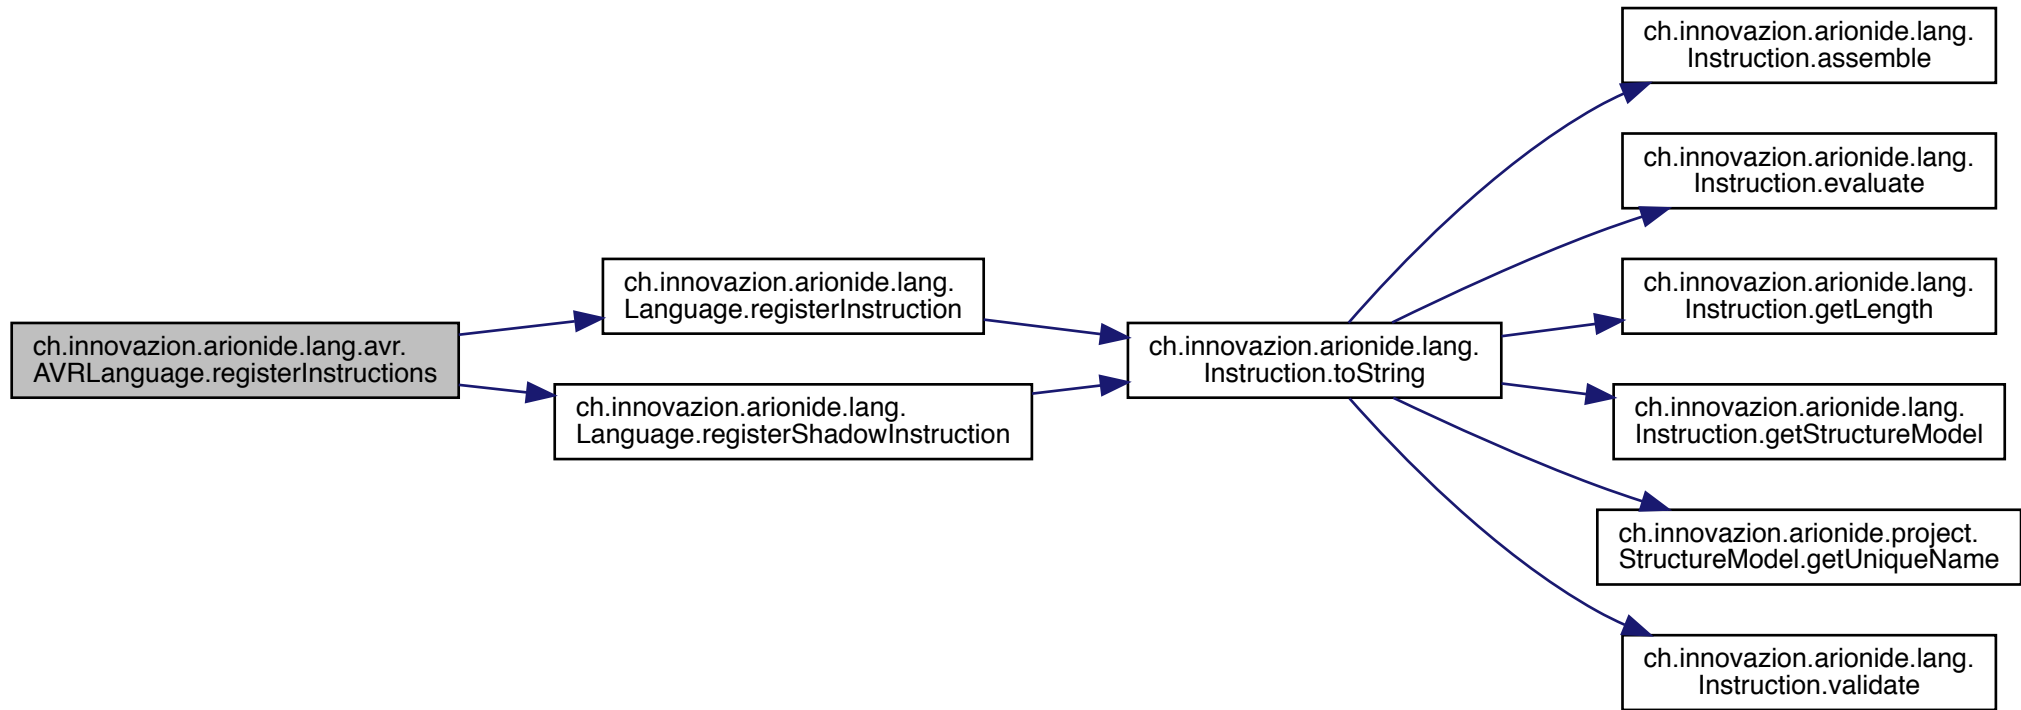 ch.innovazion.arionide.lang.avr.
AVRLanguage.registerInstructions
ch.innovazion.arionide.lang.
Language.registerInstruction
ch.innovazion.arionide.lang.
Language.registerShadowInstruction
ch.innovazion.arionide.lang.
Instruction.toString
ch.innovazion.arionide.lang.
Instruction.assemble
ch.innovazion.arionide.lang.
Instruction.evaluate
ch.innovazion.arionide.lang.
Instruction.getLength
ch.innovazion.arionide.lang.
Instruction.getStructureModel
ch.innovazion.arionide.project.
StructureModel.getUniqueName
ch.innovazion.arionide.lang.
Instruction.validate